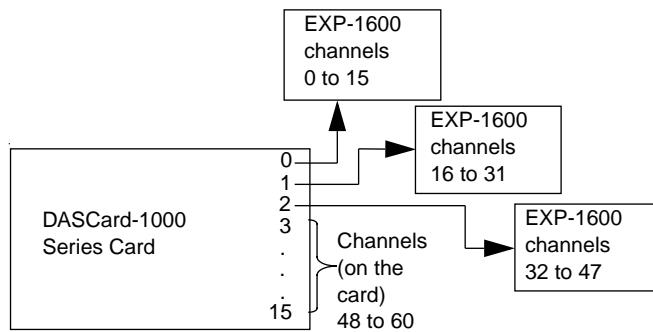 EXP-1600
channels
0 to 15
EXP-1600
channels
16 to 31
EXP-1600
channels
32 to 47
DASCard-1000
Series Card
0
1
2
3
.
.
.
15
Channels
(on the
card)
48 to 60